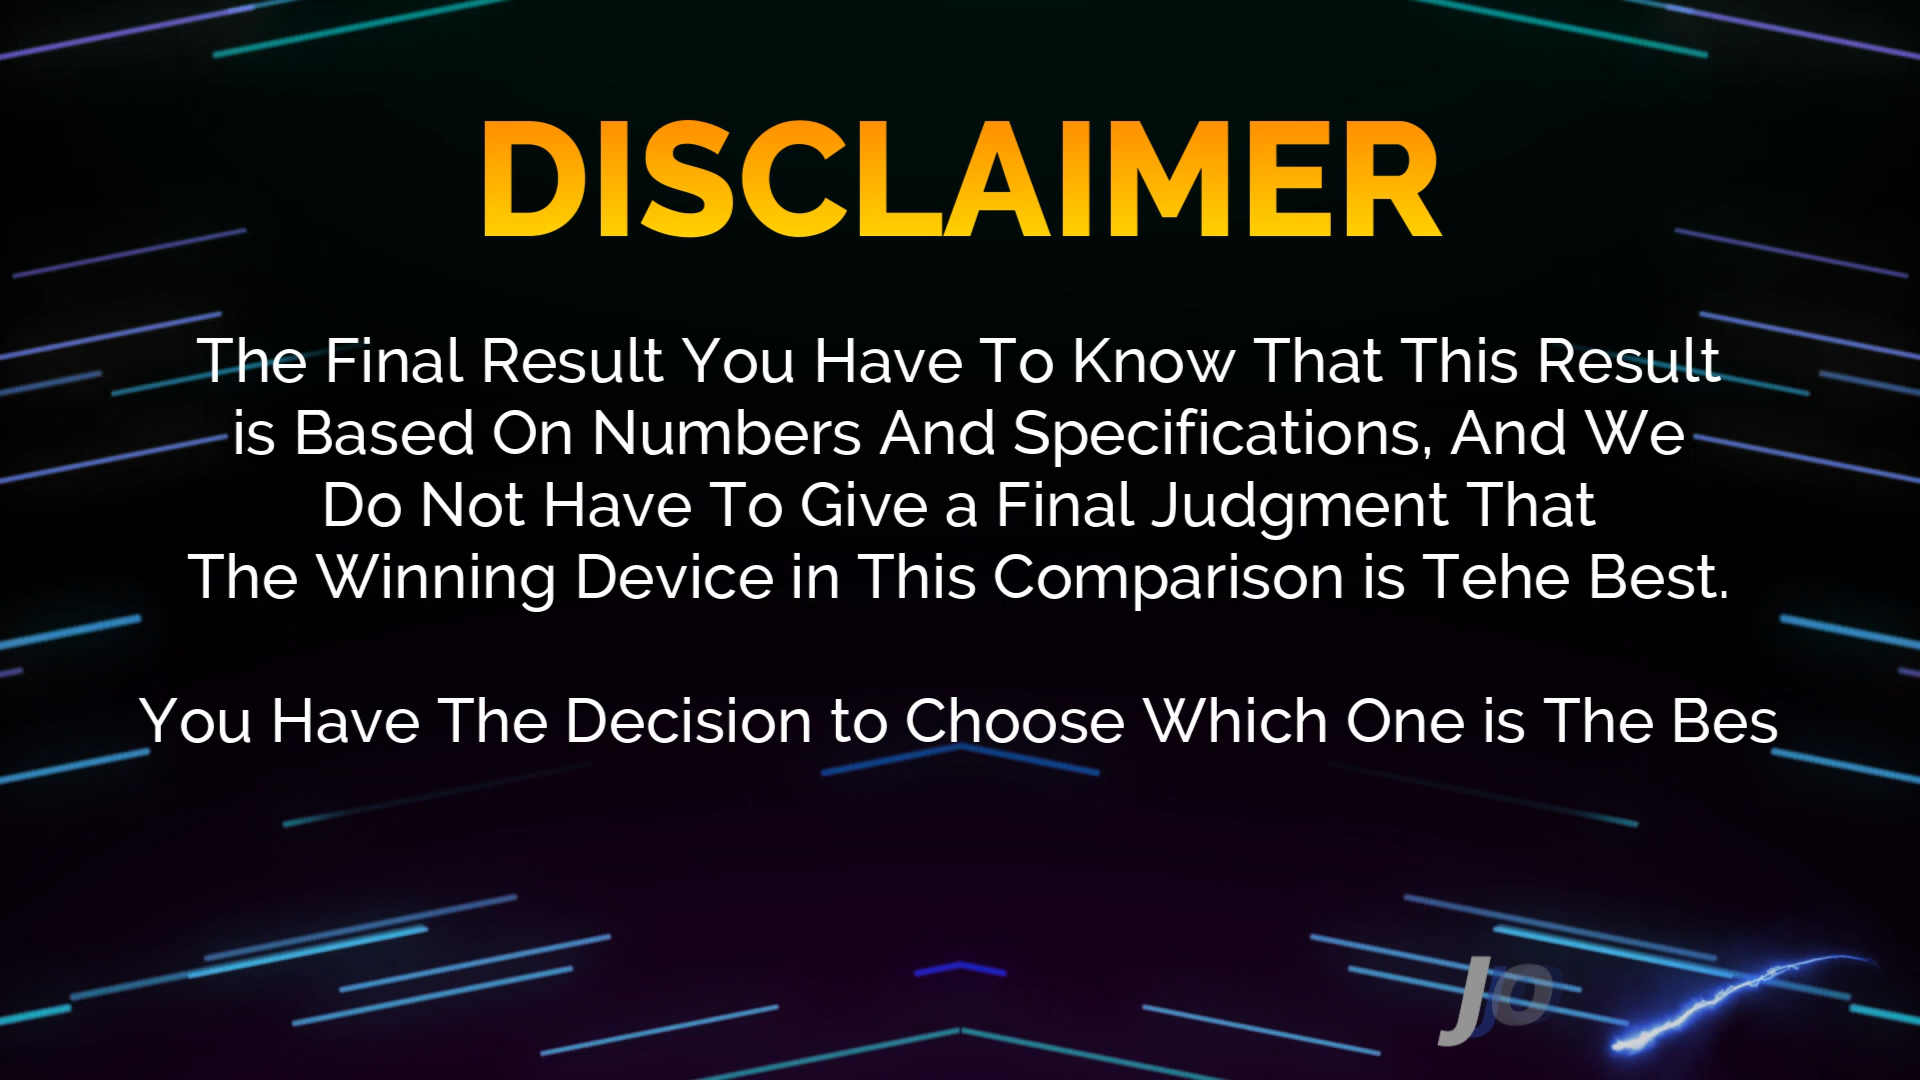 DISCLAIMER
The Final Result You Have To Know That This Result
is Based On Numbers And Specifications, And We
Do Not Have To Give a Final Judgment That
The Winning Device in This Comparison is Tehe Best.
You Have The Decision to Choose Which One is The Bes
JO